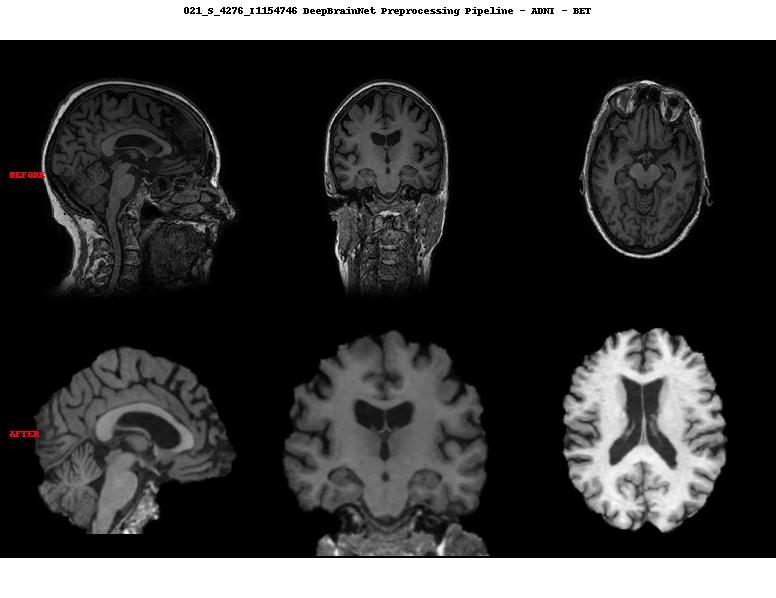 021_S_4276_I1154746 DeepBrainNet Preprocessing Pipeline - ADNI - BET
BEFORE
AFTER